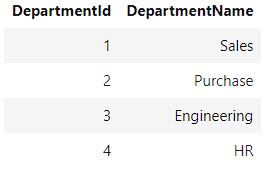 DepartmentId DepartmentName
1 Sales
2 Purchase
3 Engineering
4 HR